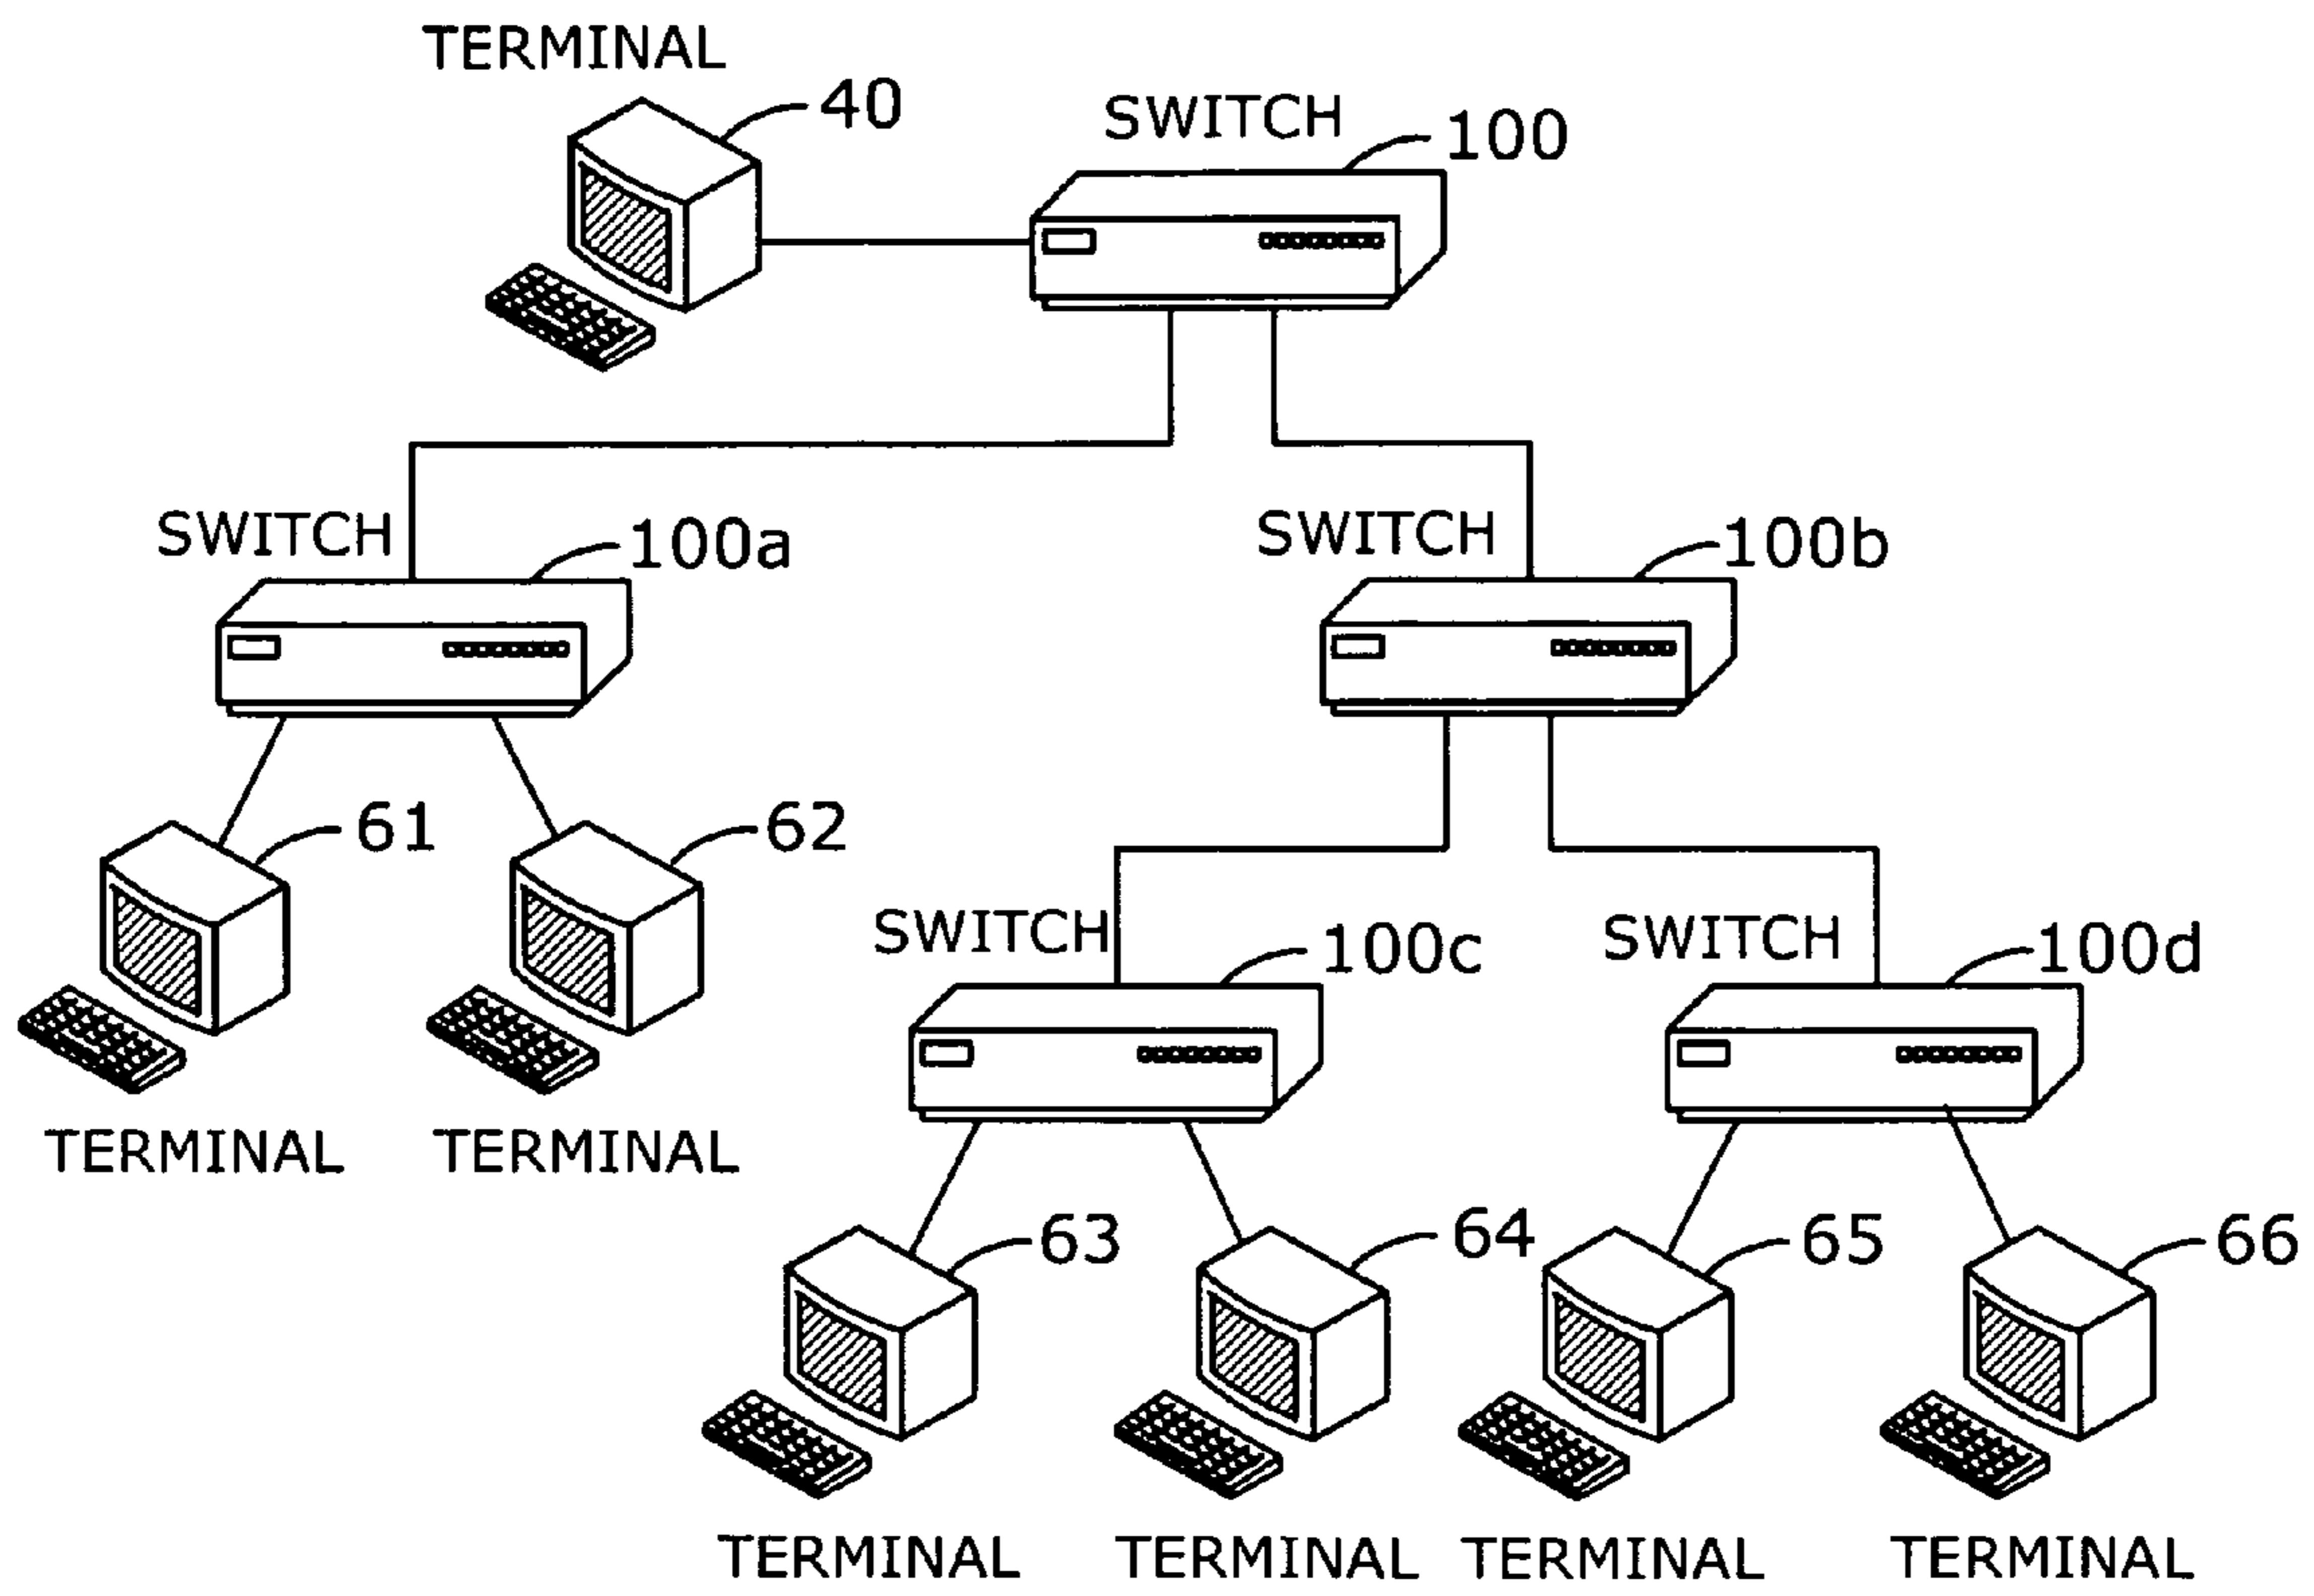 TERMINAL
40
SWITCH
100
SWITCH
100a
SWITCH
100b
61
62
SWITCH
100c
SWITCH
100d
TERMINAL
TERMINAL
63
64
65
66
TERMINAL
TERMINAL
TERMINAL
TERMINAL